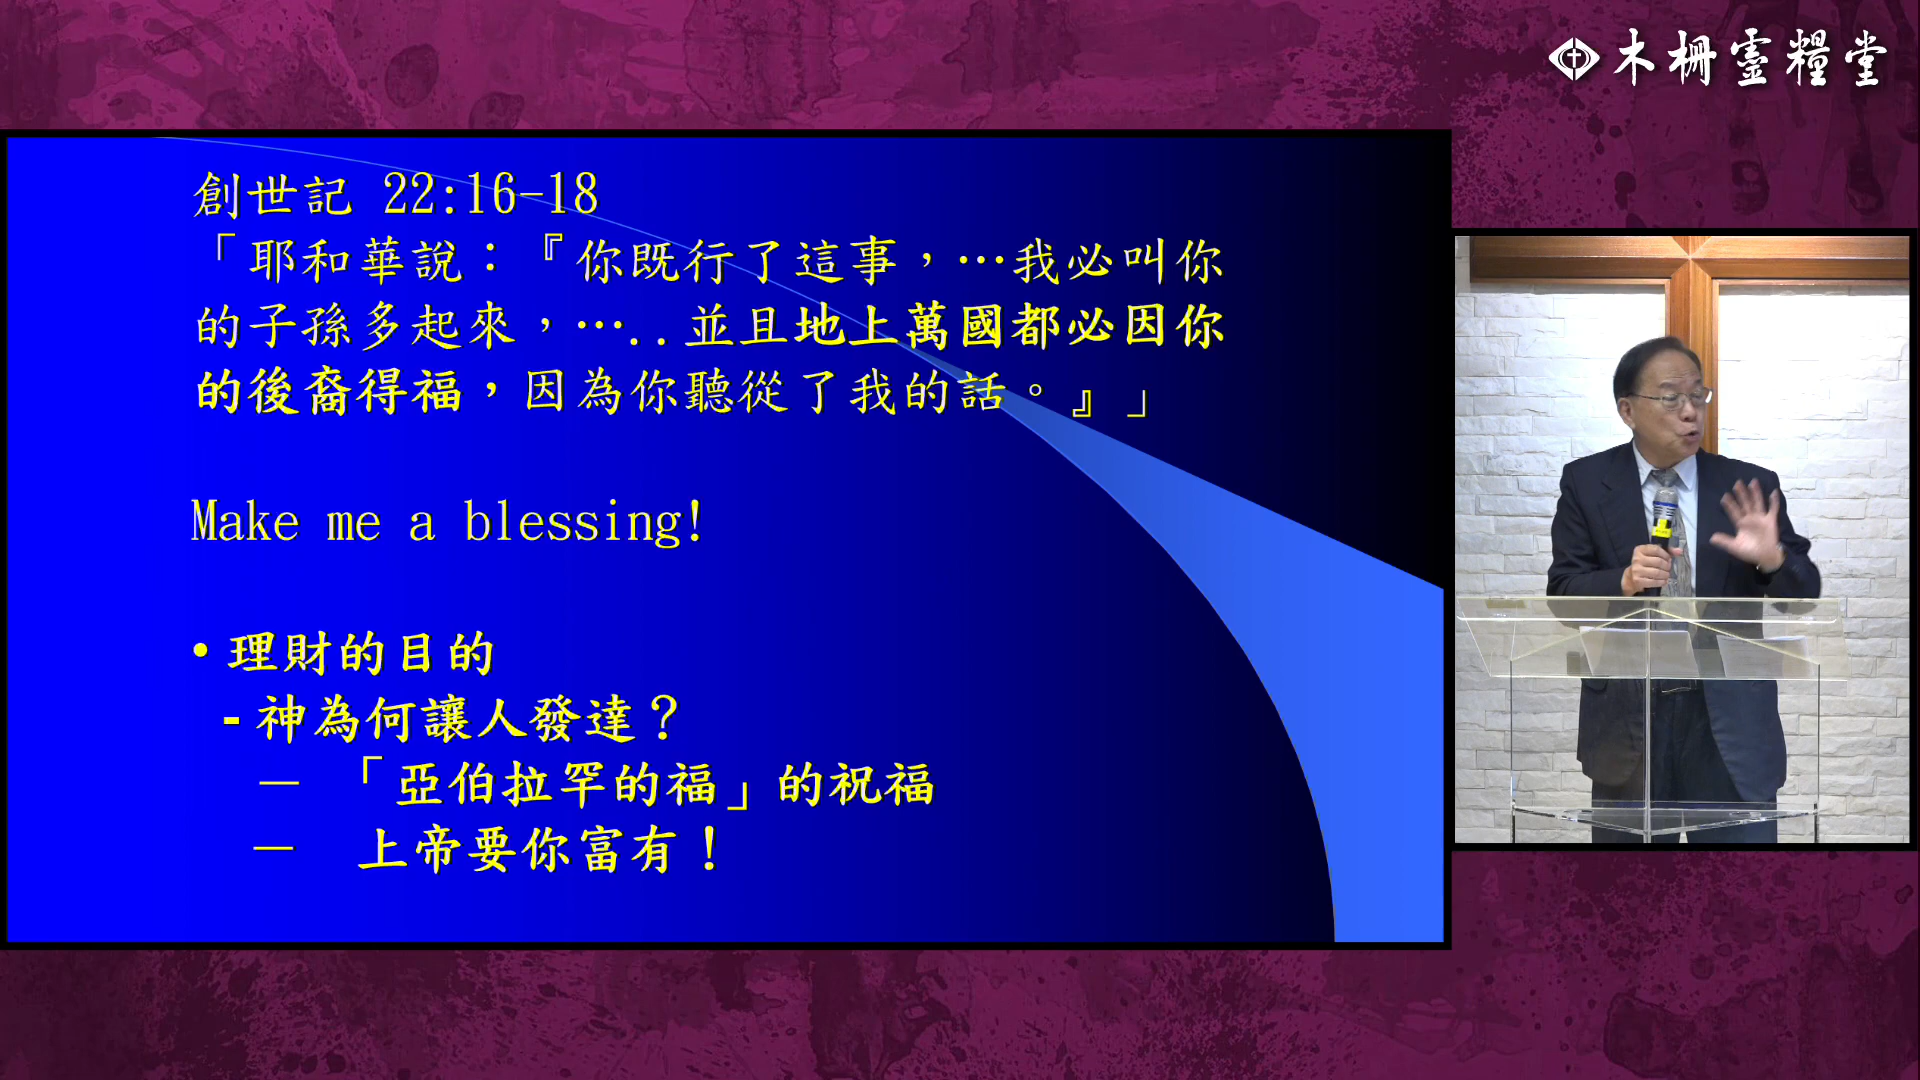 木柵靈糧堂
創世記 22:16-18
「耶和華說：『你既行了這事，…我必叫你
的子孫多起來，…..並且地上萬國都必因你
的後裔得福，因為你聽從了我的話。』」
Make me a blessing!
• 理財的目的
- 神為何讓人發達？
— 「亞伯拉罕的福」的祝福
— 上帝要你富有！